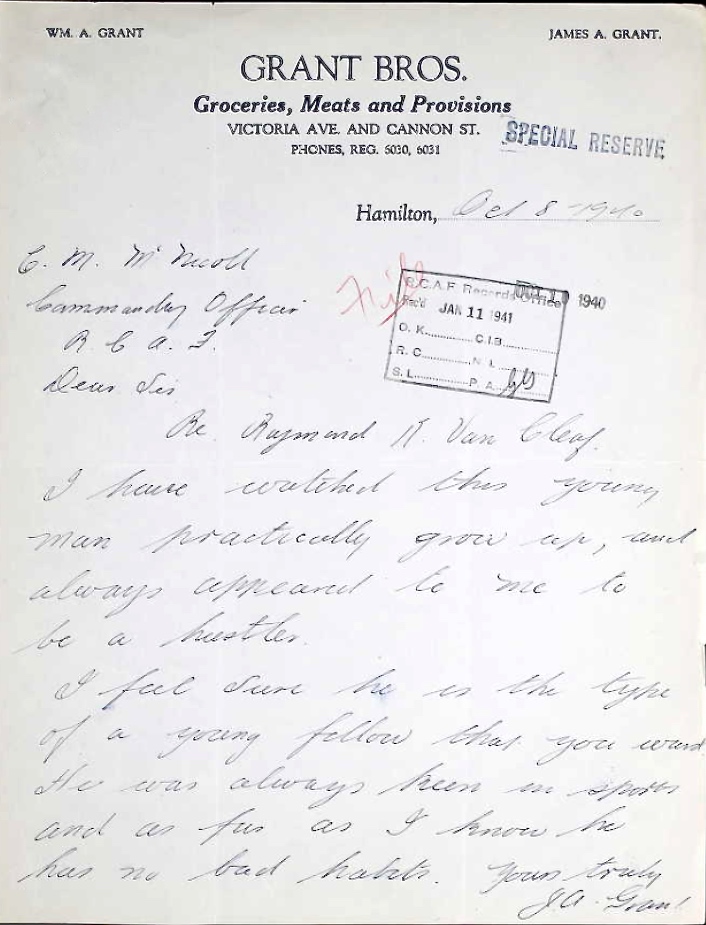 WM. A. GRANT
JAMES A. GRANT.
GRANT BROS.
Groceries, Meats and Provisions
VICTORIA AVE. AND CANNON ST.
PHONES, REG. 5030, 6031
SPECIAL RESERVE
Hamilton, Oct 8 1940
C. M. McNicoll
Commanding Officer
R. C. A. F.
R.C.A.F. Records Office
OCT 10 1940
Rec'd JAN 11 1941
O. K. C.I.B.
R. C. N. L.
S. L. P. A.
Dear Sir
Re. Raymond K. Van Cleaf.
I have watched this young
man practically grow up, and
always appeared to me to
be a hustler.
I feel sure he is the type
of a young fellow that you want
He was always keen in sports
and as far as I know he
has no bad habits. Yours truly
J.A. Grant